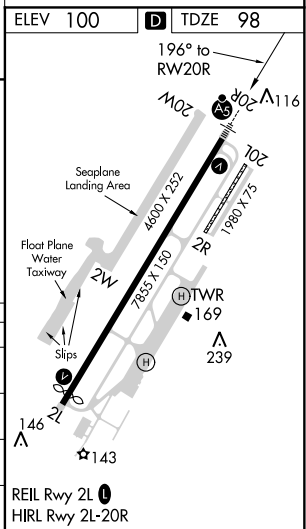 ELEV 100
D
TDZE 98
196° to
RW20R
A5
20R
116
20W
20L
Seaplane
Landing Area
4600 X 252
V
1980 X 75
2R
Float Plane
Water
Taxiway
2W
7855 X 150
H
TWR
169
239
Slips
H
V
2L
146
143
REIL Rwy 2L L
HIRL Rwy 2L-20R